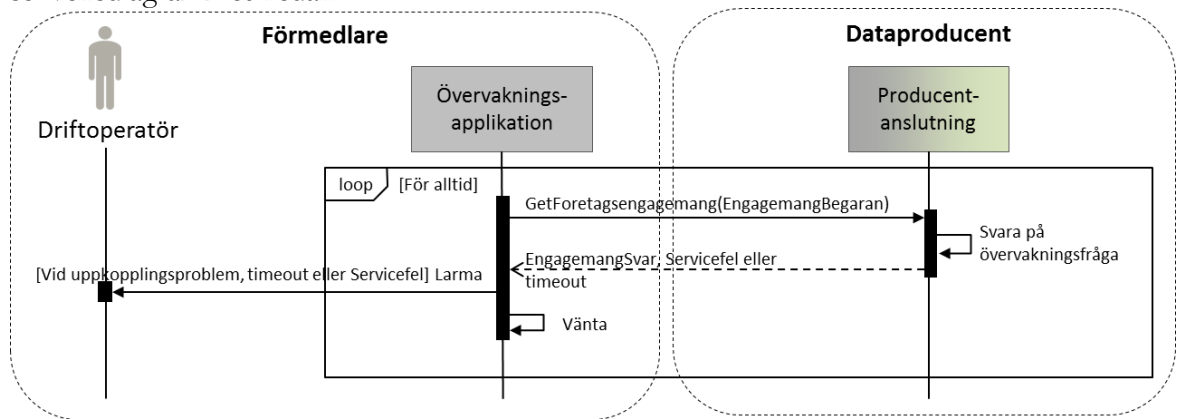 Förmedlare
Dataproducent
Driftoperatör
Övervaknings-
applikation
Producent-
anslutning
loop
[För alltid]
GetForetagsengagemang(EngagemangBegaran)
Svara på
övervakningsfråga
EngagemangSvar, Servicefel eller
timeout
[Vid uppkopplingsproblem, timeout eller Servicefel] Larma
Vänta